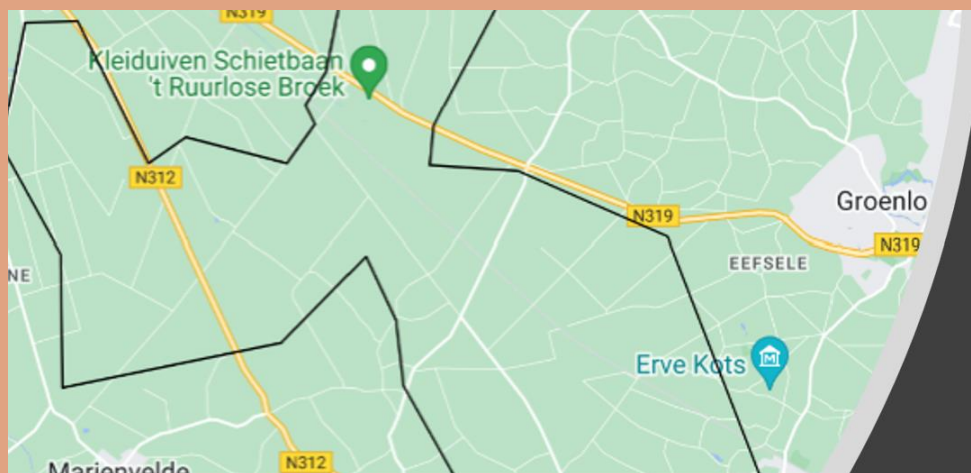 N319
Kleiduiven Schietbaan
't Ruurlose Broek
N312
N319
Groenlo
N319
EEFSELE
NE
Erve Kots
M
N312
Marienvelde